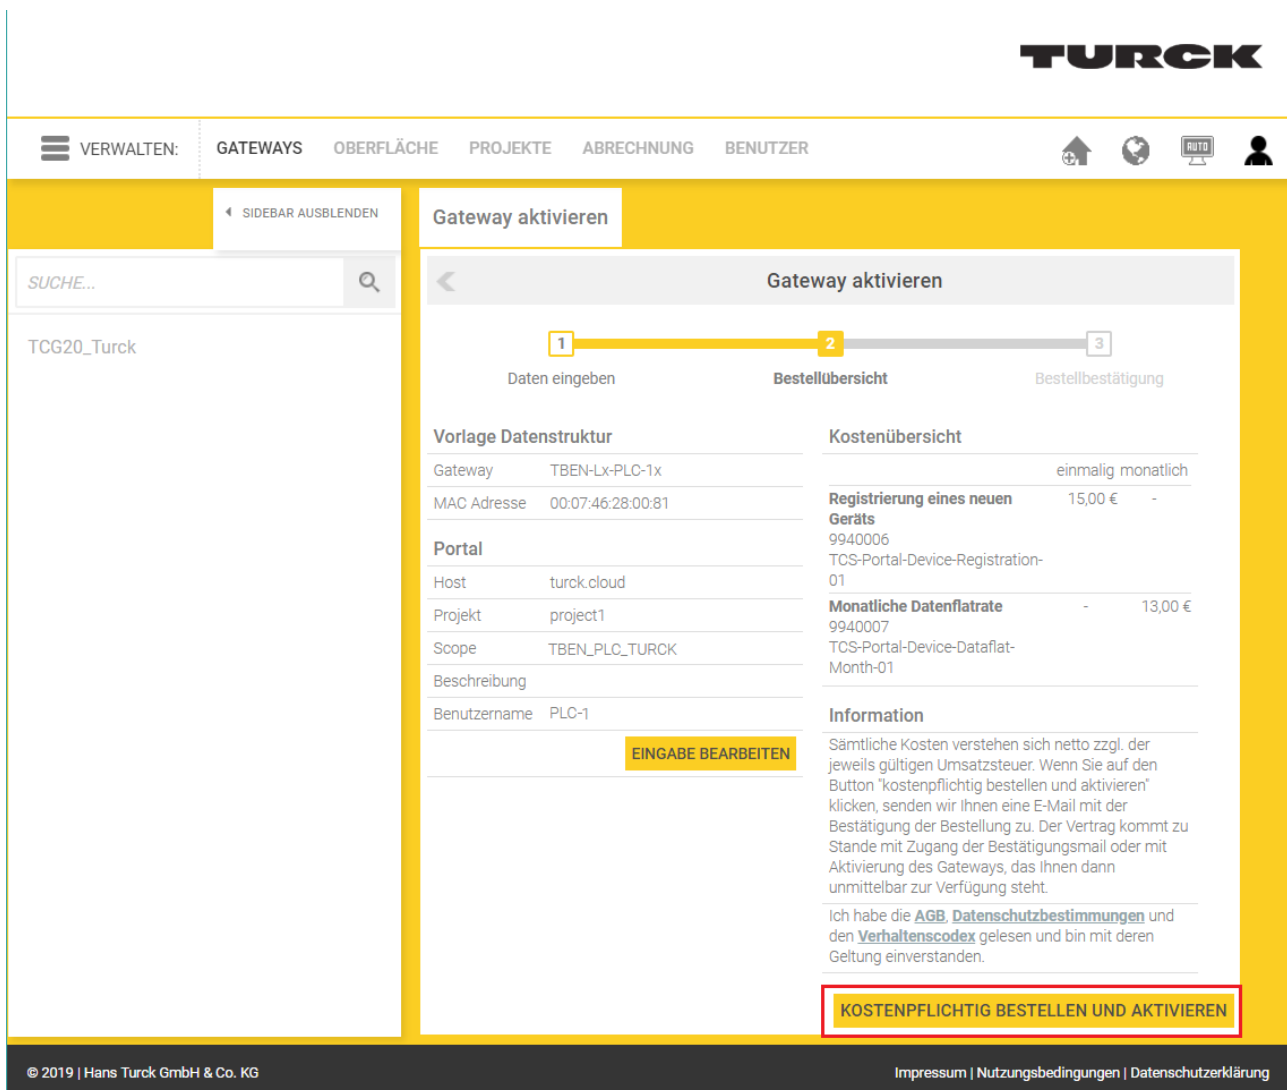 TURCK
VERWALTEN:
GATEWAYS
OBERFLÄCHE
PROJEKTE
ABRECHNUNG
BENUTZER
AUTO
SIDEBAR AUSBLENDEN
Gateway aktivieren
SUCHE...
TCG20_Turck
Gateway aktivieren
1
2
3
Daten eingeben
Bestellübersicht
Bestellbestätigung
Vorlage Datenstruktur
Gateway TBEN-Lx-PLC-1x
MAC Adresse 00:07:46:28:00:81
Portal
Host turck.cloud
Projekt project1
Scope TBEN_PLC_TURCK
Beschreibung
Benutzername PLC-1
EINGABE BEARBEITEN
Kostenübersicht
einmalig monatlich
Registrierung eines neuen 15,00 € -
Geräts
9940006
TCS-Portal-Device-Registration-
01
Monatliche Datenflatrate - 13,00 €
9940007
TCS-Portal-Device-Dataflat-
Month-01
Information
Sämtliche Kosten verstehen sich netto zzgl. der
jeweils gültigen Umsatzsteuer. Wenn Sie auf den
Button "kostenpflichtig bestellen und aktivieren"
klicken, senden wir Ihnen eine E-Mail mit der
Bestätigung der Bestellung zu. Der Vertrag kommt zu
Stande mit Zugang der Bestätigungsmail oder mit
Aktivierung des Gateways, das Ihnen dann
unmittelbar zur Verfügung steht.
Ich habe die AGB, Datenschutzbestimmungen und
den Verhaltenscodex gelesen und bin mit deren
Geltung einverstanden.
KOSTENPFLICHTIG BESTELLEN UND AKTIVIEREN
© 2019 | Hans Turck GmbH & Co. KG
Impressum | Nutzungsbedingungen | Datenschutzerklärung